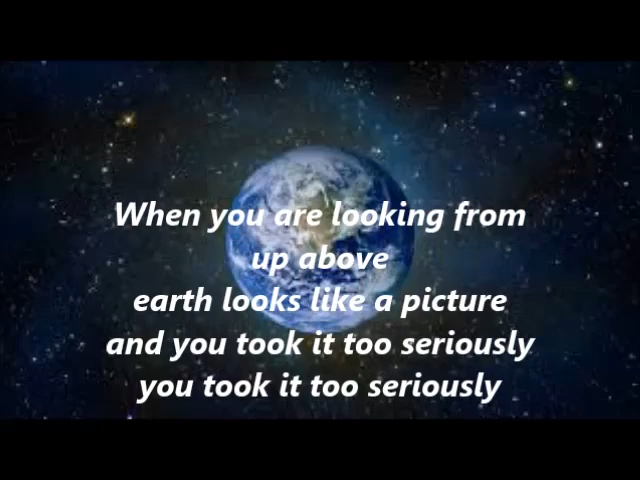 When you are looking from
up above
earth looks like a picture
and you took it too seriously
you took it too seriously